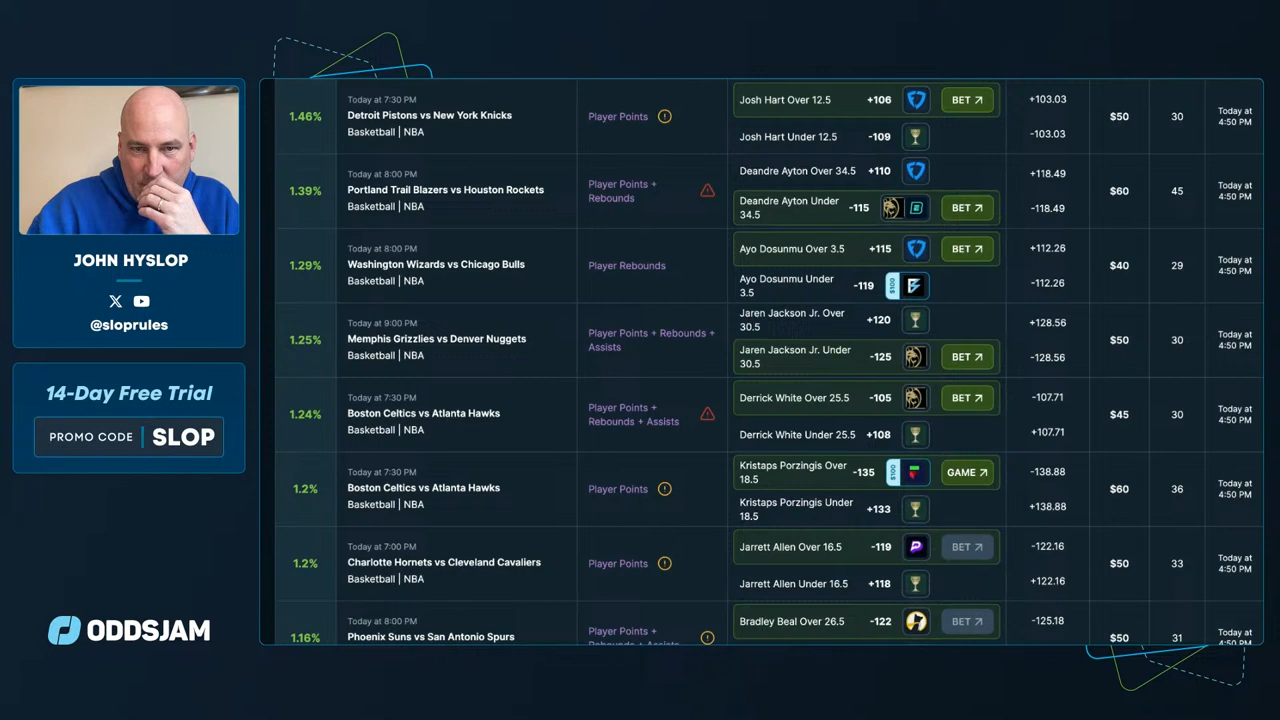 JOHN HYSLOP
@sloprules
14-Day Free Trial
PROMO CODE | SLOP
ODDSJAM
1.46%
Today at 7:30 PM
Detroit Pistons vs New York Knicks
Basketball | NBA
Player Points
Josh Hart Over 12.5 +106 BET
Josh Hart Under 12.5 -109
+103.03
-103.03
$50
30
Today at
4:50 PM
1.39%
Today at 8:00 PM
Portland Trail Blazers vs Houston Rockets
Basketball | NBA
Player Points +
Rebounds
Deandre Ayton Over 34.5 +110
Deandre Ayton Under
34.5
-115 BET
+118.49
-118.49
$60
45
Today at
4:50 PM
1.29%
Today at 8:00 PM
Washington Wizards vs Chicago Bulls
Basketball | NBA
Player Rebounds
Ayo Dosunmu Over 3.5 +115 BET
Ayo Dosunmu Under
3.5
-119 $100
+112.26
-112.26
$40
29
Today at
4:50 PM
1.25%
Today at 9:00 PM
Memphis Grizzlies vs Denver Nuggets
Basketball | NBA
Player Points + Rebounds +
Assists
Jaren Jackson Jr. Over
30.5
+120
Jaren Jackson Jr. Under
30.5
-125 BET
+128.56
-128.56
$50
30
Today at
4:50 PM
1.24%
Today at 7:30 PM
Boston Celtics vs Atlanta Hawks
Basketball | NBA
Player Points +
Rebounds + Assists
Derrick White Over 25.5 -105 BET
Derrick White Under 25.5 +108
-107.71
+107.71
$45
30
Today at
4:50 PM
1.2%
Today at 7:30 PM
Boston Celtics vs Atlanta Hawks
Basketball | NBA
Player Points
Kristaps Porzingis Over
18.5
-135 $100 GAME
Kristaps Porzingis Under
18.5
+133
-138.88
+138.88
$60
36
Today at
4:50 PM
1.2%
Today at 7:00 PM
Charlotte Hornets vs Cleveland Cavaliers
Basketball | NBA
Player Points
Jarrett Allen Over 16.5 -119 BET
Jarrett Allen Under 16.5 +118
-122.16
+122.16
$50
33
Today at
4:50 PM
1.16%
Today at 8:00 PM
Phoenix Suns vs San Antonio Spurs
Player Points +
Rebounds + Assists
Bradley Beal Over 26.5 -122 BET
-125.18
$50
31
Today at
4:50 PM